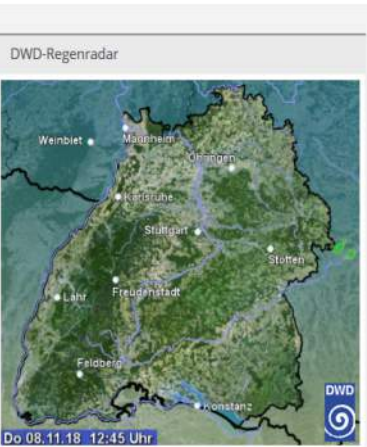 DWD-Regenradar
Weinbiet
Mannheim
Öhringen
Karlsruhe
Stuttgart
Stötten
Lahr
Freudenstadt
Feldberg
Konstanz
DWD
Do 08.11.18 12:45 Uhr